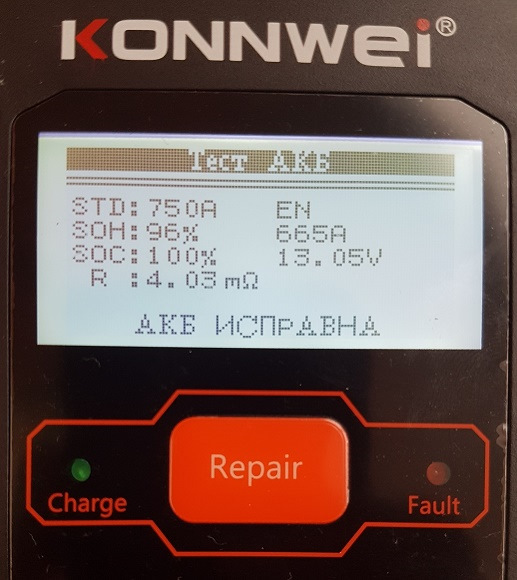 KONNWEI®
Тест АКБ
STD:750A EN
SOH:96% 665A
SOC:100% 13.05V
R :4.03mΩ
АКБ ИСПРАВНА
Repair
Charge Fault